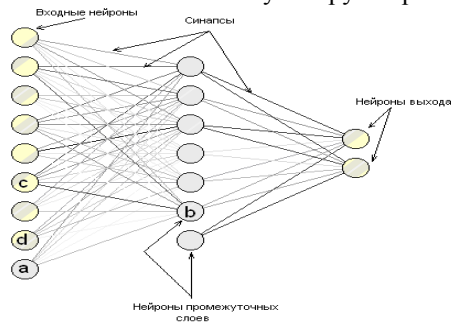 Входные нейроны
Синапсы
Нейроны выхода
c
b
d
a
Нейроны промежуточных
слоев